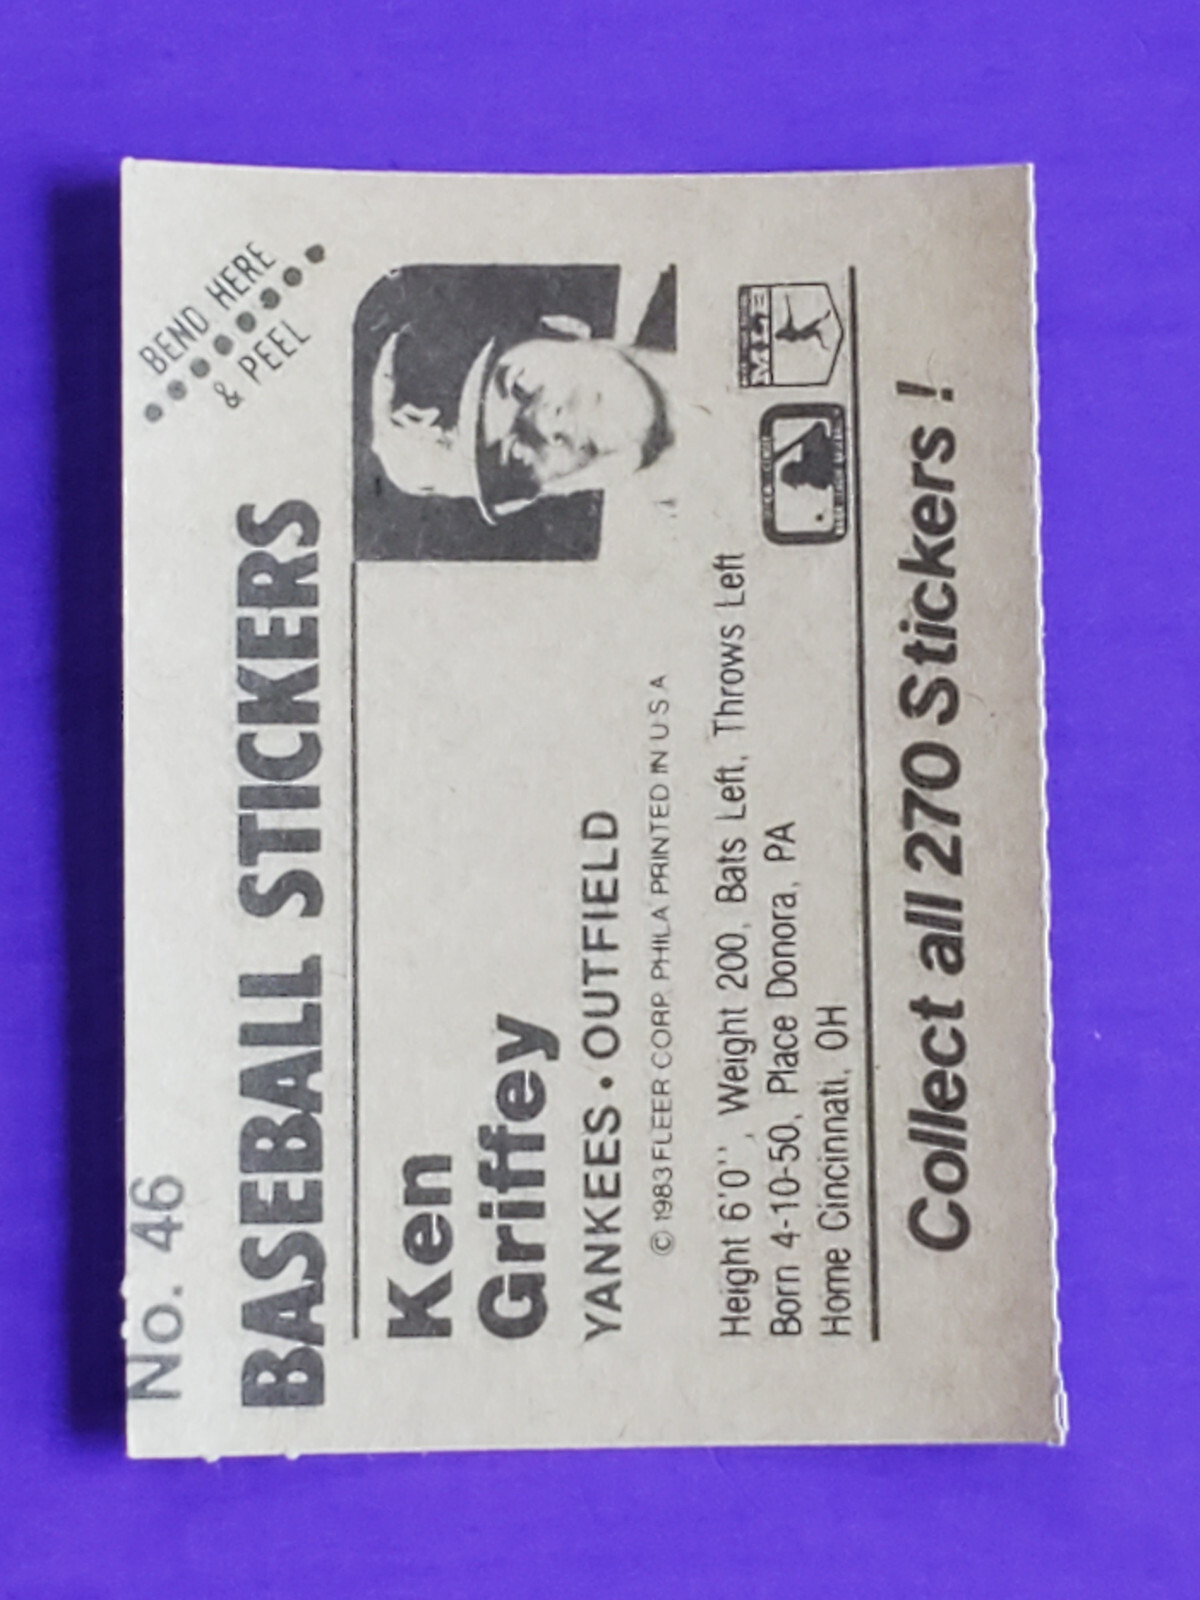 No. 46
BEND HERE
& PEEL
BASEBALL STICKERS
Ken
Griffey
YANKEES • OUTFIELD
© 1983 FLEER CORP. PHILA PRINTED IN U S A
Height 6'0'', Weight 200, Bats Left, Throws Left
Born 4-10-50, Place Donora, PA
Home Cincinnati, OH
Collect all 270 Stickers!